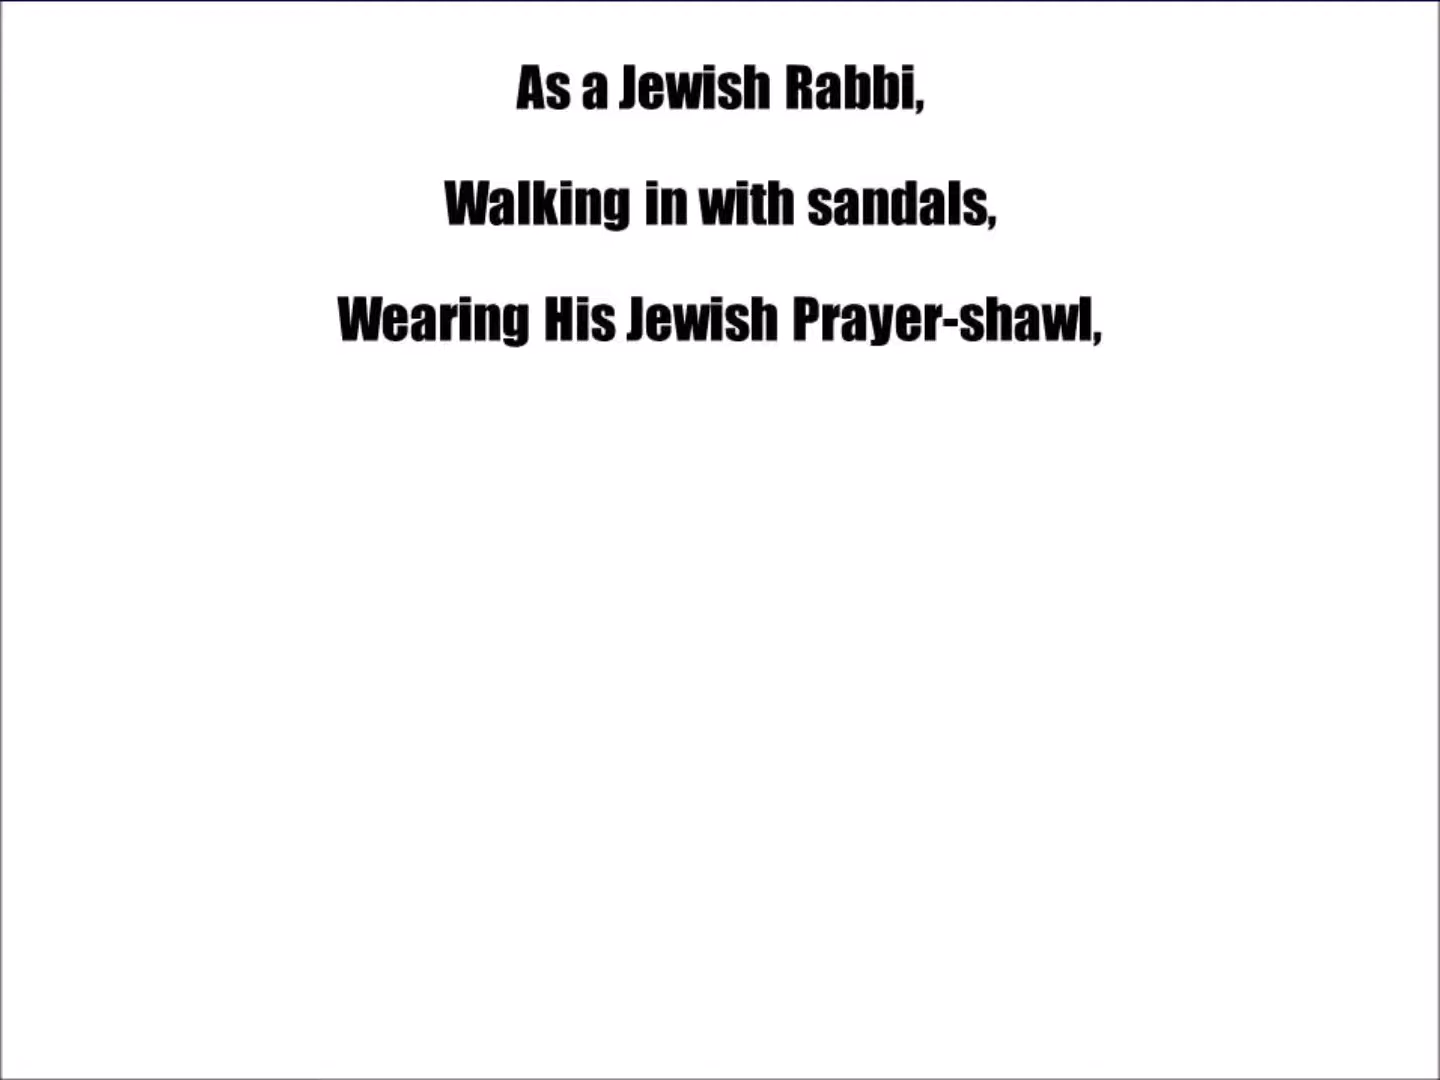 As a Jewish Rabbi,
Walking in with sandals,
Wearing His Jewish Prayer-shawl,